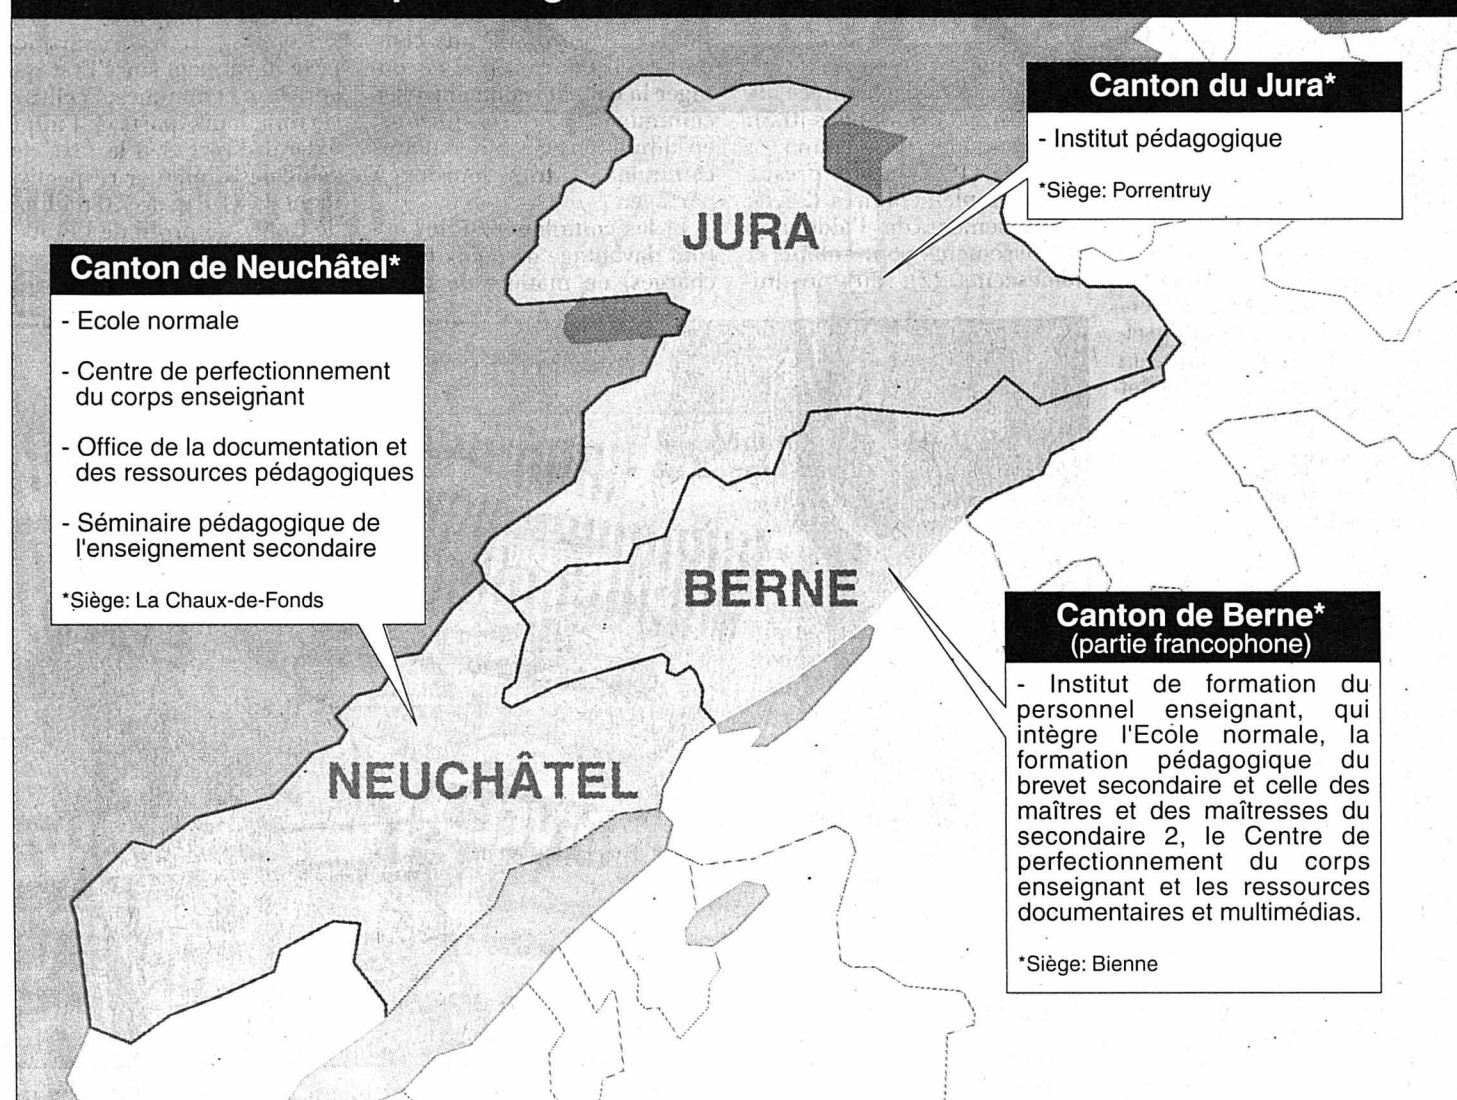 Canton du Jura*
- Institut pédagogique
*Siège: Porrentruy
JURA
Canton de Neuchâtel*
- Ecole normale
- Centre de perfectionnement
du corps enseignant
- Office de la documentation et
des ressources pédagogiques
- Séminaire pédagogique de
l'enseignement secondaire
*Siège: La Chaux-de-Fonds
BERNE
Canton de Berne*
(partie francophone)
- Institut de formation du
personnel enseignant, qui
intègre l'Ecole normale, la
formation pédagogique du
brevet secondaire et celle des
maîtres et des maîtresses du
secondaire 2, le Centre de
perfectionnement du corps
enseignant et les ressources
documentaires et multimédias.
*Siège: Bienne
NEUCHÂTEL